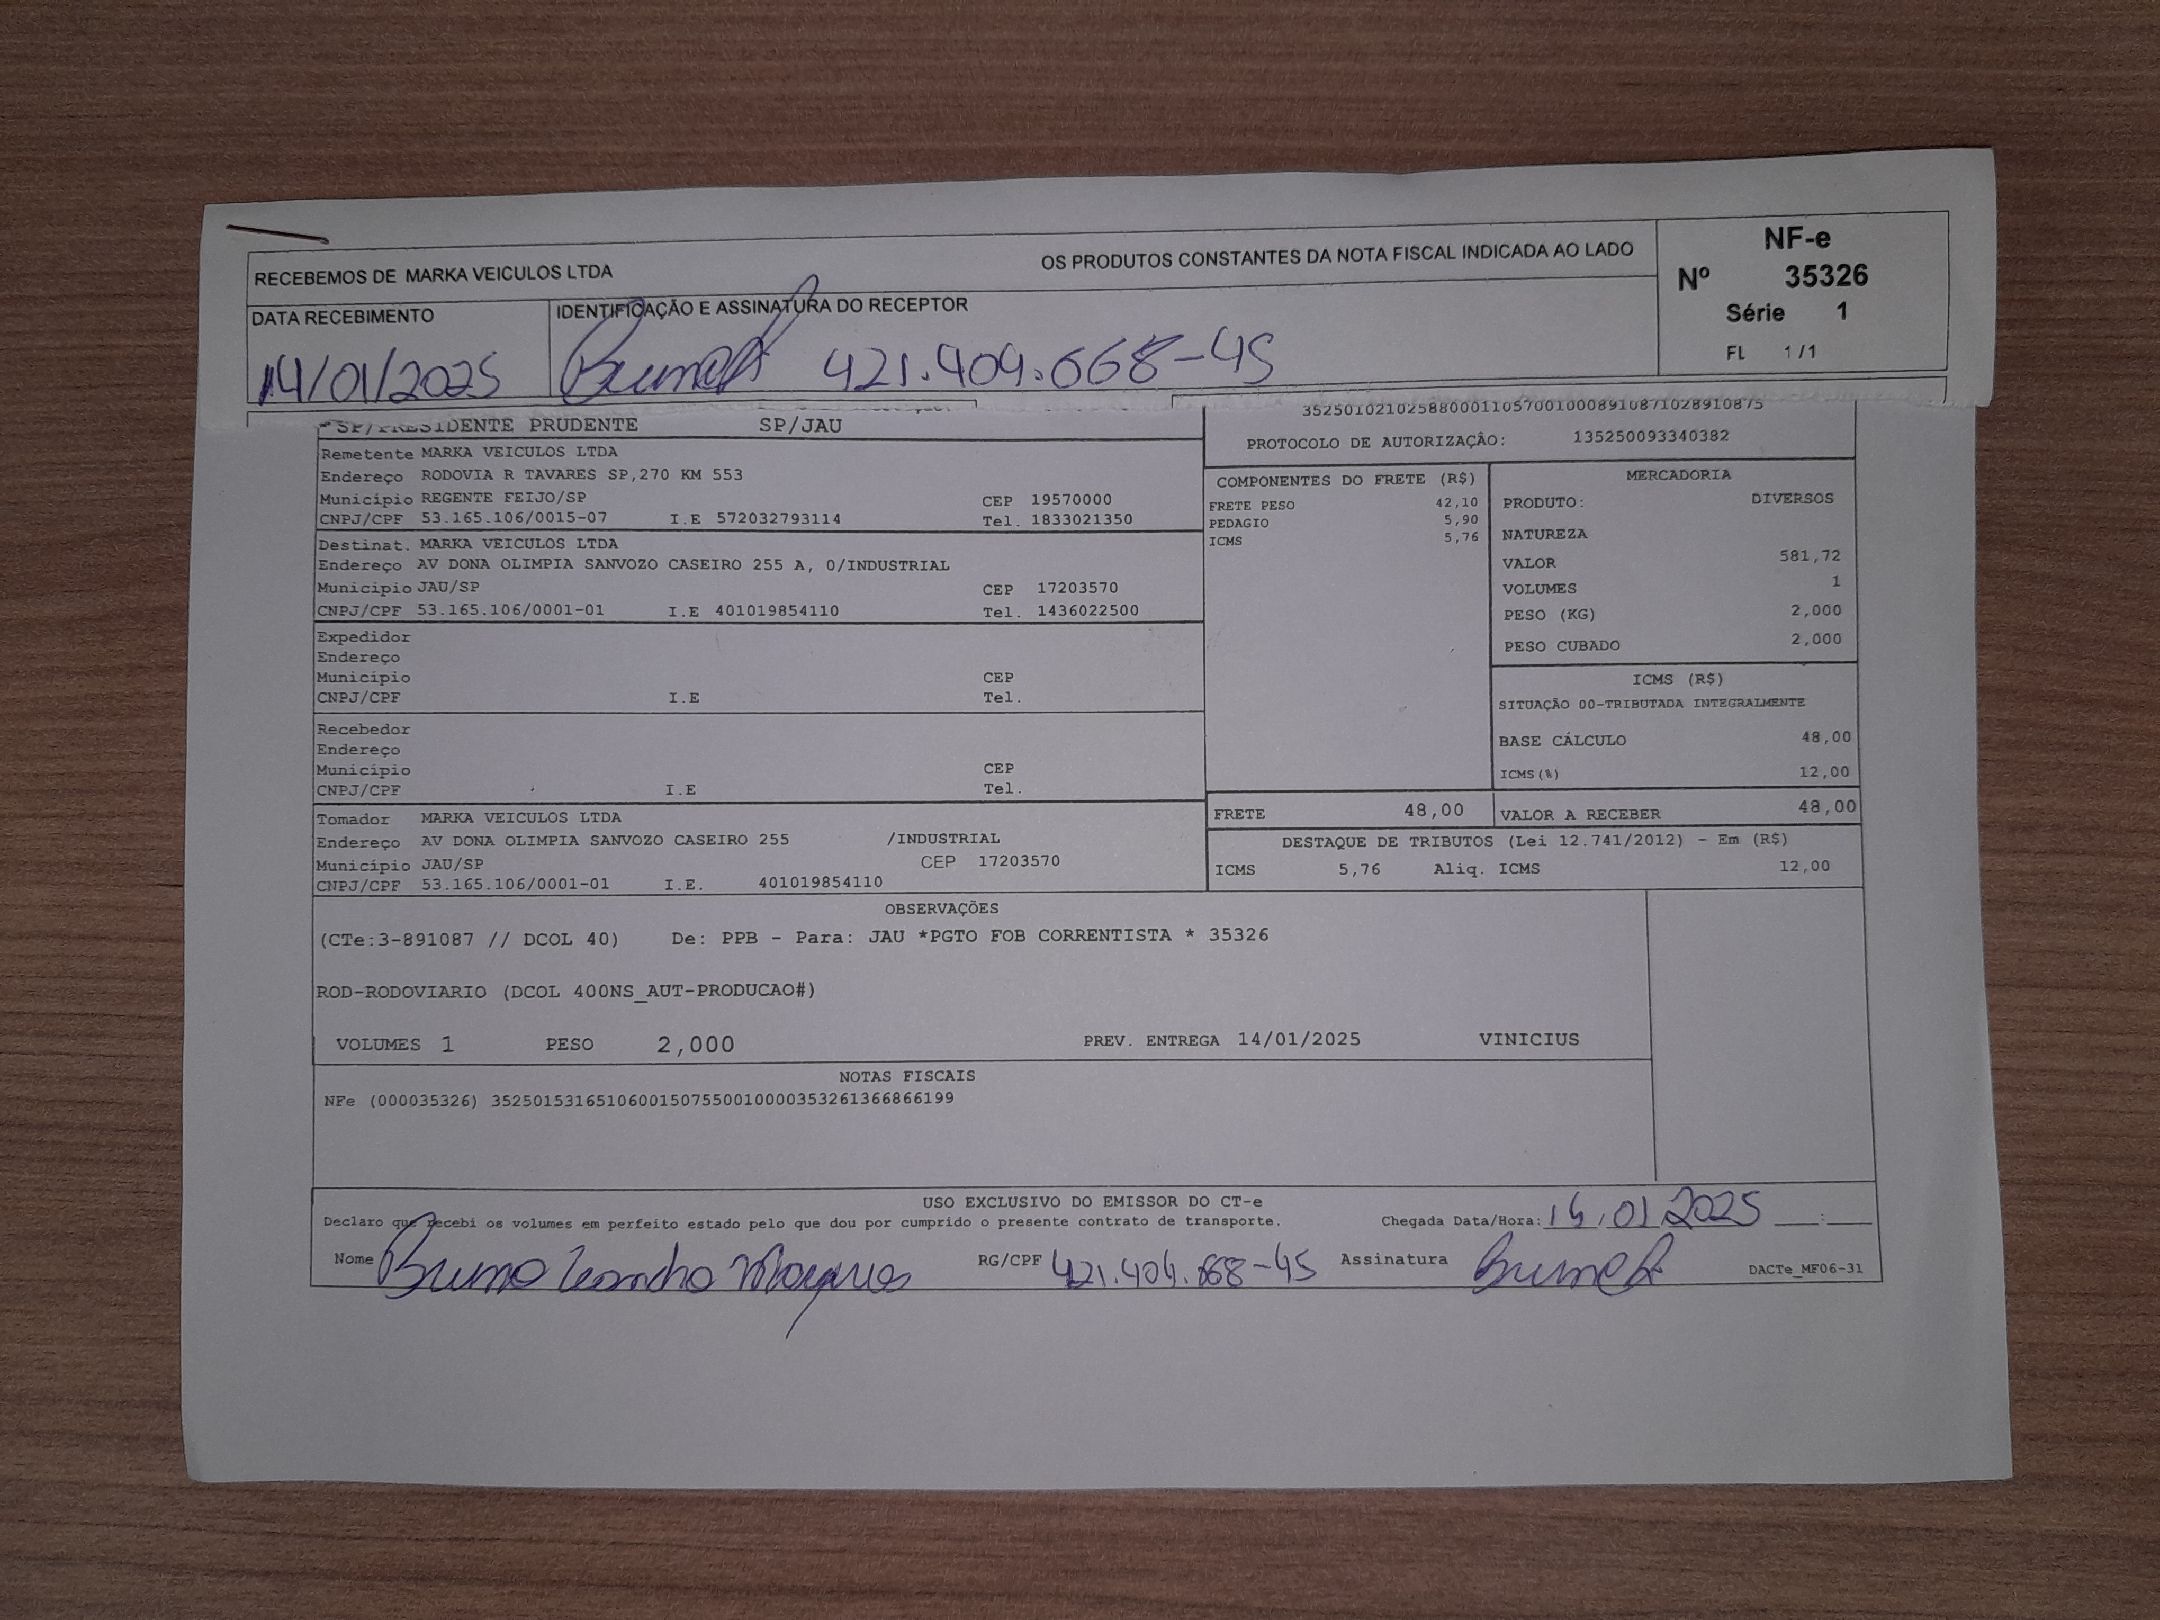 RECEBEMOS DE MARKA VEICULOS LTDA OS PRODUTOS CONSTANTES DA NOTA FISCAL INDICADA AO LADO
NF-e
Nº 35326
Série 1
FL 1 /1
DATA RECEBIMENTO IDENTIFICAÇÃO E ASSINATURA DO RECEPTOR
14/01/2025 421.404.668-45
SP/PRESIDENTE PRUDENTE SP/JAU
35250102102588000110570010008910871028910875
PROTOCOLO DE AUTORIZAÇÃO: 135250093340382
Remetente MARKA VEICULOS LTDA
Endereço RODOVIA R TAVARES SP,270 KM 553
Município REGENTE FEIJO/SP CEP 19570000
CNPJ/CPF 53.165.106/0015-07 I.E 572032793114 Tel. 1833021350
Destinat. MARKA VEICULOS LTDA
Endereço AV DONA OLIMPIA SANVOZO CASEIRO 255 A, 0/INDUSTRIAL
Município JAU/SP CEP 17203570
CNPJ/CPF 53.165.106/0001-01 I.E 401019854110 Tel. 1436022500
Expedidor
Endereço
Município CEP
CNPJ/CPF I.E Tel.
Recebedor
Endereço
Município CEP
CNPJ/CPF I.E Tel.
Tomador MARKA VEICULOS LTDA
Endereço AV DONA OLIMPIA SANVOZO CASEIRO 255 /INDUSTRIAL
Município JAU/SP CEP 17203570
CNPJ/CPF 53.165.106/0001-01 I.E. 401019854110
COMPONENTES DO FRETE (R$)
FRETE PESO 42,10
PEDAGIO 5,90
ICMS 5,76
MERCADORIA
PRODUTO: DIVERSOS
NATUREZA
VALOR 581,72
VOLUMES 1
PESO (KG) 2,000
PESO CUBADO 2,000
ICMS (R$)
SITUAÇÃO 00-TRIBUTADA INTEGRALMENTE
BASE CÁLCULO 48,00
ICMS(%) 12,00
FRETE 48,00 VALOR A RECEBER 48,00
DESTAQUE DE TRIBUTOS (Lei 12.741/2012) - Em (R$)
ICMS 5,76 Aliq. ICMS 12,00
OBSERVAÇÕES
(CTe:3-891087 // DCOL 40) De: PPB - Para: JAU *PGTO FOB CORRENTISTA * 35326
ROD-RODOVIARIO (DCOL 400NS_AUT-PRODUCAO#)
VOLUMES 1 PESO 2,000 PREV. ENTREGA 14/01/2025 VINICIUS
NOTAS FISCAIS
NFe (000035326) 35250153165106001507550010000353261366866199
USO EXCLUSIVO DO EMISSOR DO CT-e
Declaro que recebi os volumes em perfeito estado pelo que dou por cumprido o presente contrato de transporte. Chegada Data/Hora: 14,01,2025 ___:___
Nome Bruno Leandro Marques RG/CPF 421.404.668-45 Assinatura
DACTe_MF06-31